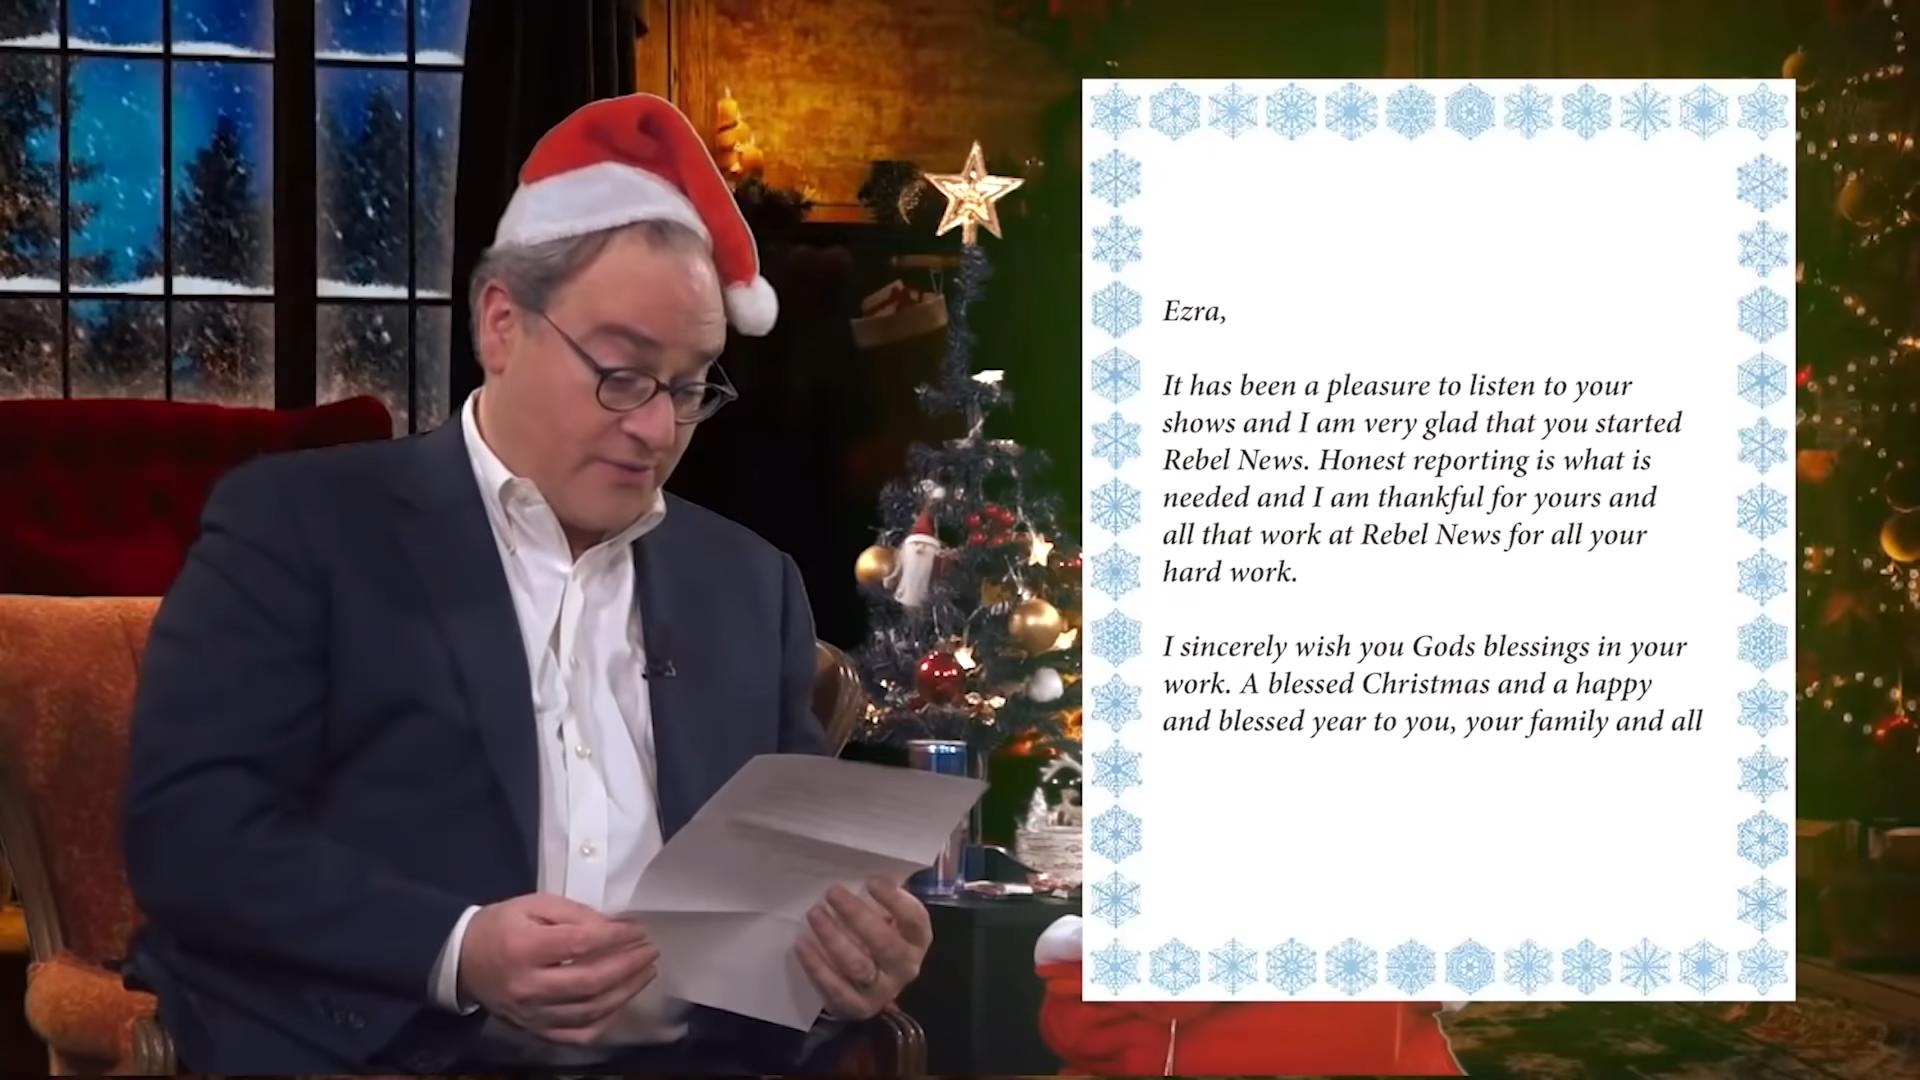 Ezra,
It has been a pleasure to listen to your
shows and I am very glad that you started
Rebel News. Honest reporting is what is
needed and I am thankful for yours and
all that work at Rebel News for all your
hard work.
I sincerely wish you Gods blessings in your
work. A blessed Christmas and a happy
and blessed year to you, your family and all